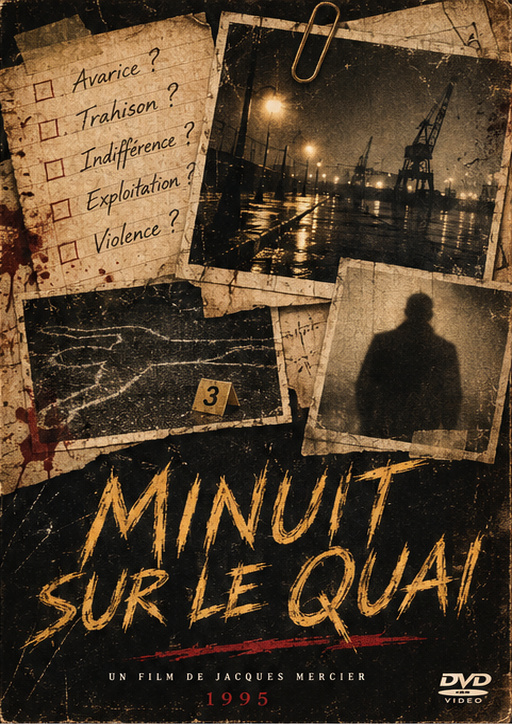 Avarice ?
Trahison ?
Indifférence ?
Exploitation ?
Violence ?
3
MINUIT
SUR LE QUAI
UN FILM DE JACQUES MERCIER
1995
DVD
VIDEO